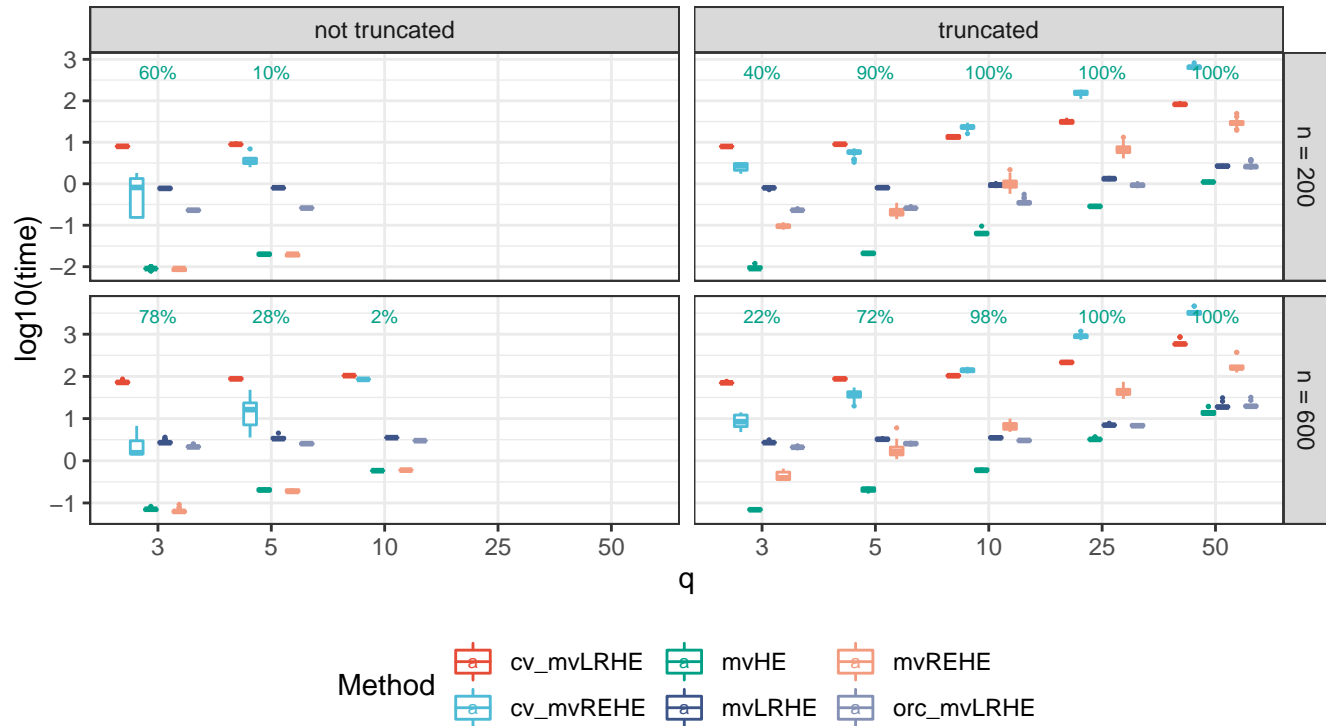 not truncated truncated
60% 10% 40% 90% 100% 100% 100%
3
2
1
0
−1
−2
n = 200
78% 28% 2% 22% 72% 98% 100% 100%
3
2
1
0
−1
n = 600
log10(time)
3 5 10 25 50 3 5 10 25 50
q
Method
a cv_mvLRHE a mvHE a mvREHE
a cv_mvREHE a mvLRHE a orc_mvLRHE